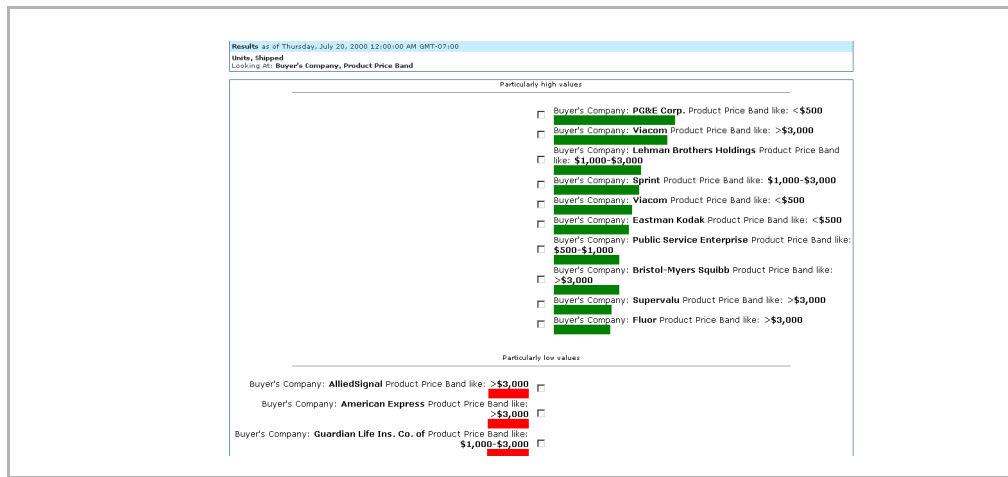 Results as of Thursday, July 20, 2000 12:00:00 AM GMT-07:00
Units, Shipped
Looking At: Buyer's Company, Product Price Band
Particularly high values
Buyer's Company: PG&E Corp. Product Price Band like: <$500
Buyer's Company: Viacom Product Price Band like: >$3,000
Buyer's Company: Lehman Brothers Holdings Product Price Band
like: $1,000-$3,000
Buyer's Company: Sprint Product Price Band like: $1,000-$3,000
Buyer's Company: Viacom Product Price Band like: <$500
Buyer's Company: Eastman Kodak Product Price Band like: <$500
Buyer's Company: Public Service Enterprise Product Price Band like:
$500-$1,000
Buyer's Company: Bristol-Myers Squibb Product Price Band like:
>$3,000
Buyer's Company: Supervalu Product Price Band like: >$3,000
Buyer's Company: Fluor Product Price Band like: >$3,000
Particularly low values
Buyer's Company: AlliedSignal Product Price Band like: >$3,000
Buyer's Company: American Express Product Price Band like:
>$3,000
Buyer's Company: Guardian Life Ins. Co. of Product Price Band like:
$1,000-$3,000